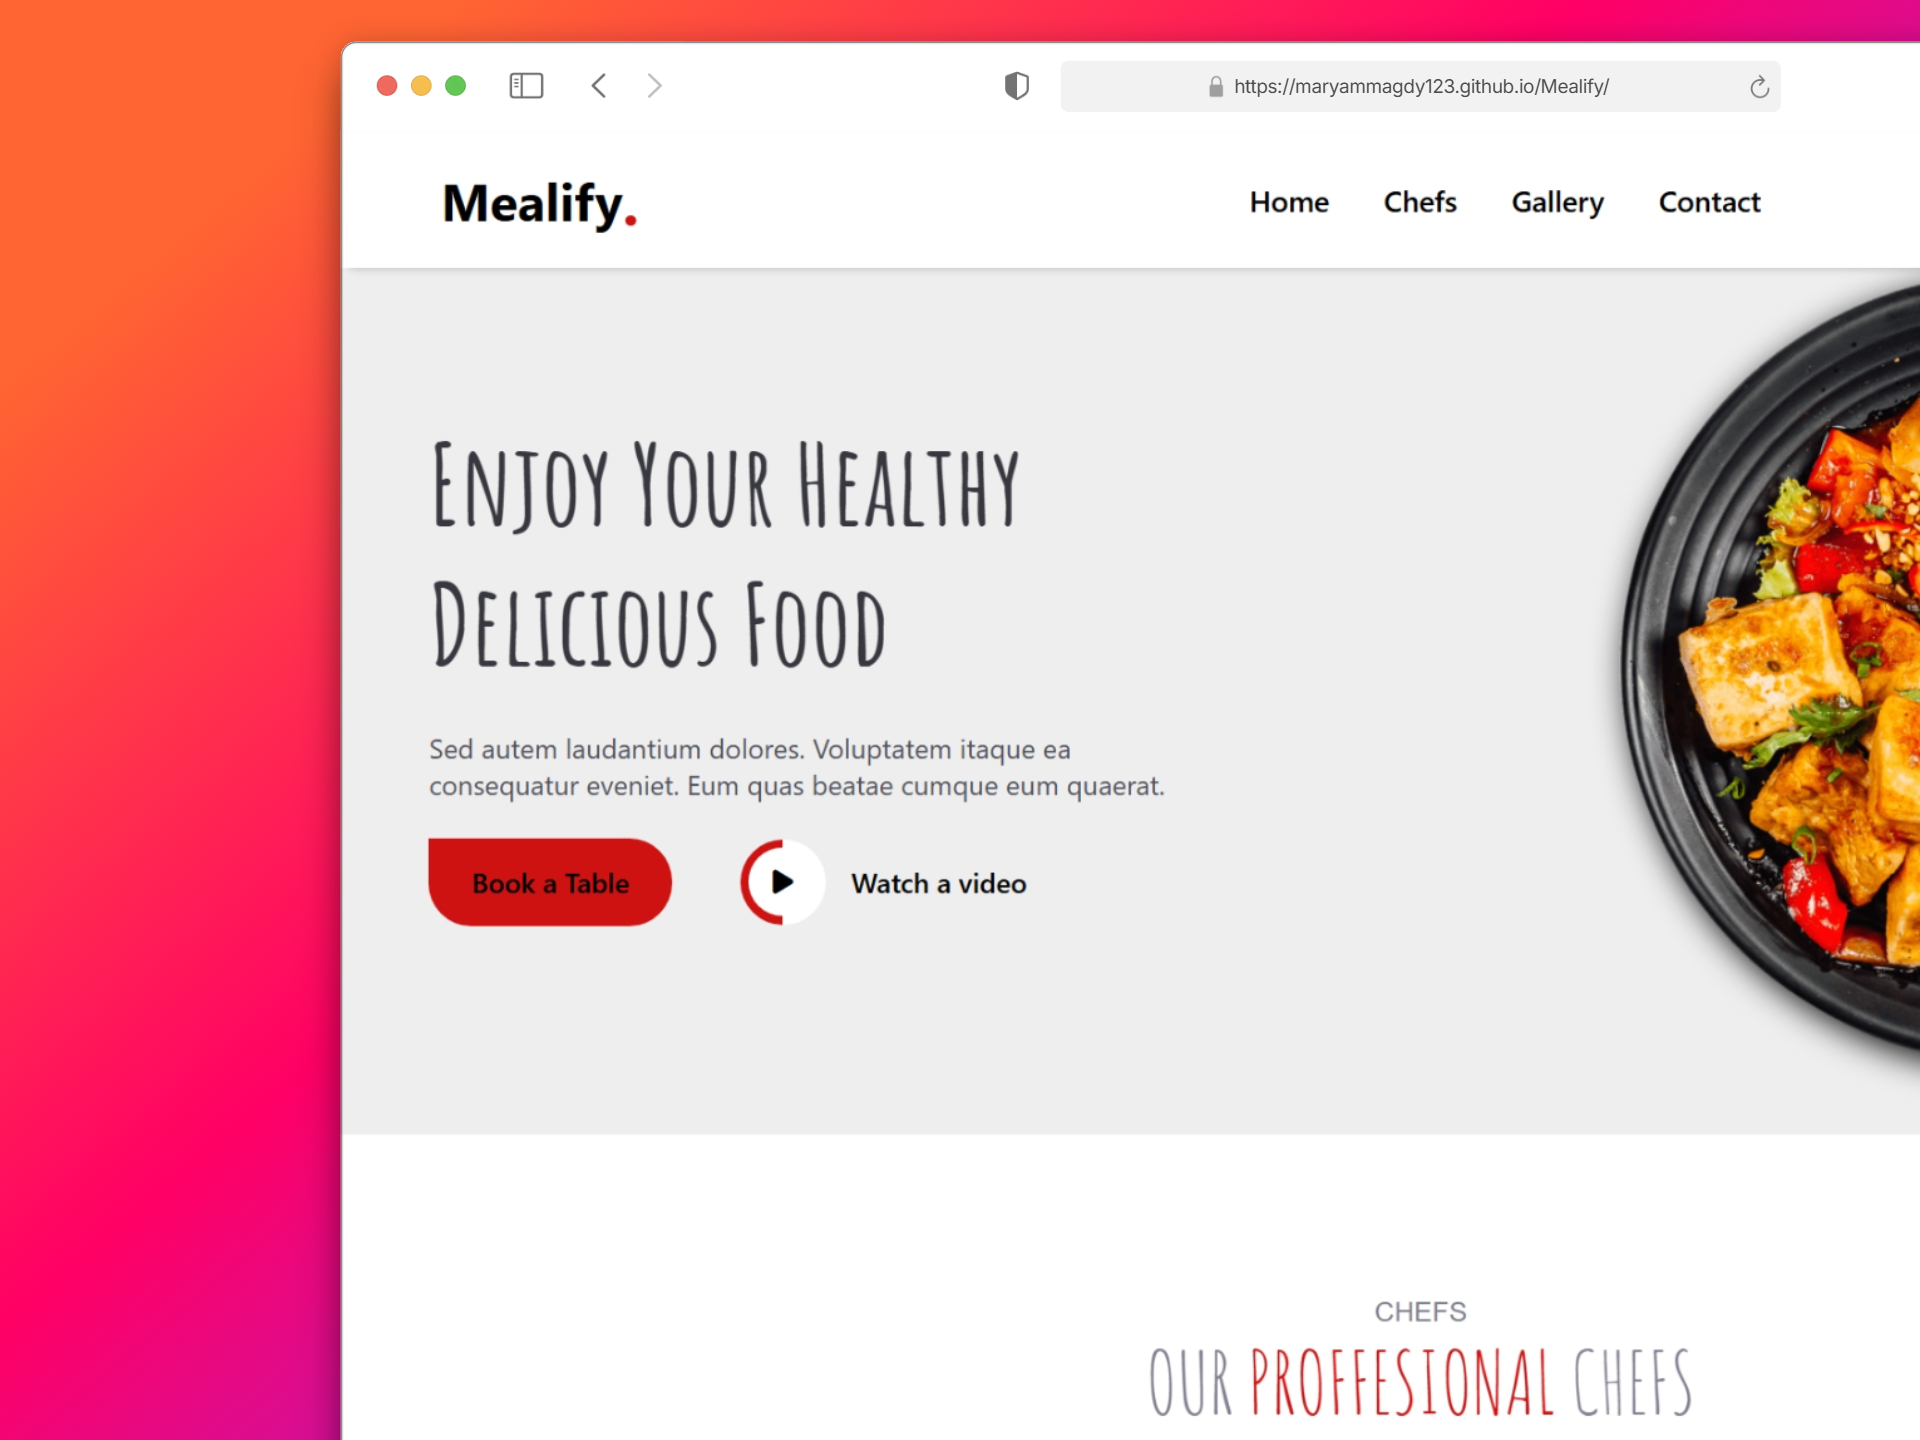 https://maryammagdy123.github.io/Mealify/
Mealify.
Home Chefs Gallery Contact
Enjoy Your Healthy
Delicious Food
Sed autem laudantium dolores. Voluptatem itaque ea
consequatur eveniet. Eum quas beatae cumque eum quaerat.
Book a Table
Watch a video
CHEFS
OUR PROFFESIONAL CHEFS